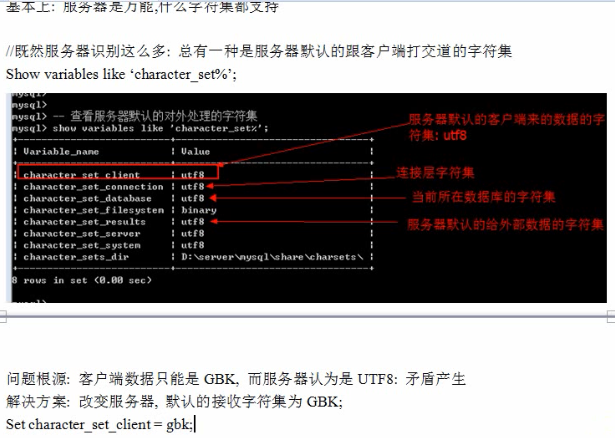 基本上: 服务器是万能,什么字符集都支持
//既然服务器识别这么多: 总有一种是服务器默认的跟客户端打交道的字符集
Show variables like ‘character_set%’;
mysql>
mysql>
mysql> -- 查看服务器默认的对外处理的字符集
mysql> show variables like 'character_set%';
服务器默认的客户端来的数据的字符集: utf8
| Variable_name | Value |
| character_set_client | utf8 |
| character_set_connection | utf8 | 连接层字符集
| character_set_database | utf8 | 当前所在数据库的字符集
| character_set_filesystem | binary |
| character_set_results | utf8 | 服务器默认的给外部数据的字符集
| character_set_server | utf8 |
| character_set_system | utf8 |
| character_sets_dir | D:\server\mysql\share\charsets\ |
8 rows in set (0.00 sec)
mysql>
问题根源: 客户端数据只能是 GBK, 而服务器认为是 UTF8: 矛盾产生
解决方案: 改变服务器, 默认的接收字符集为 GBK;
Set character_set_client = gbk;